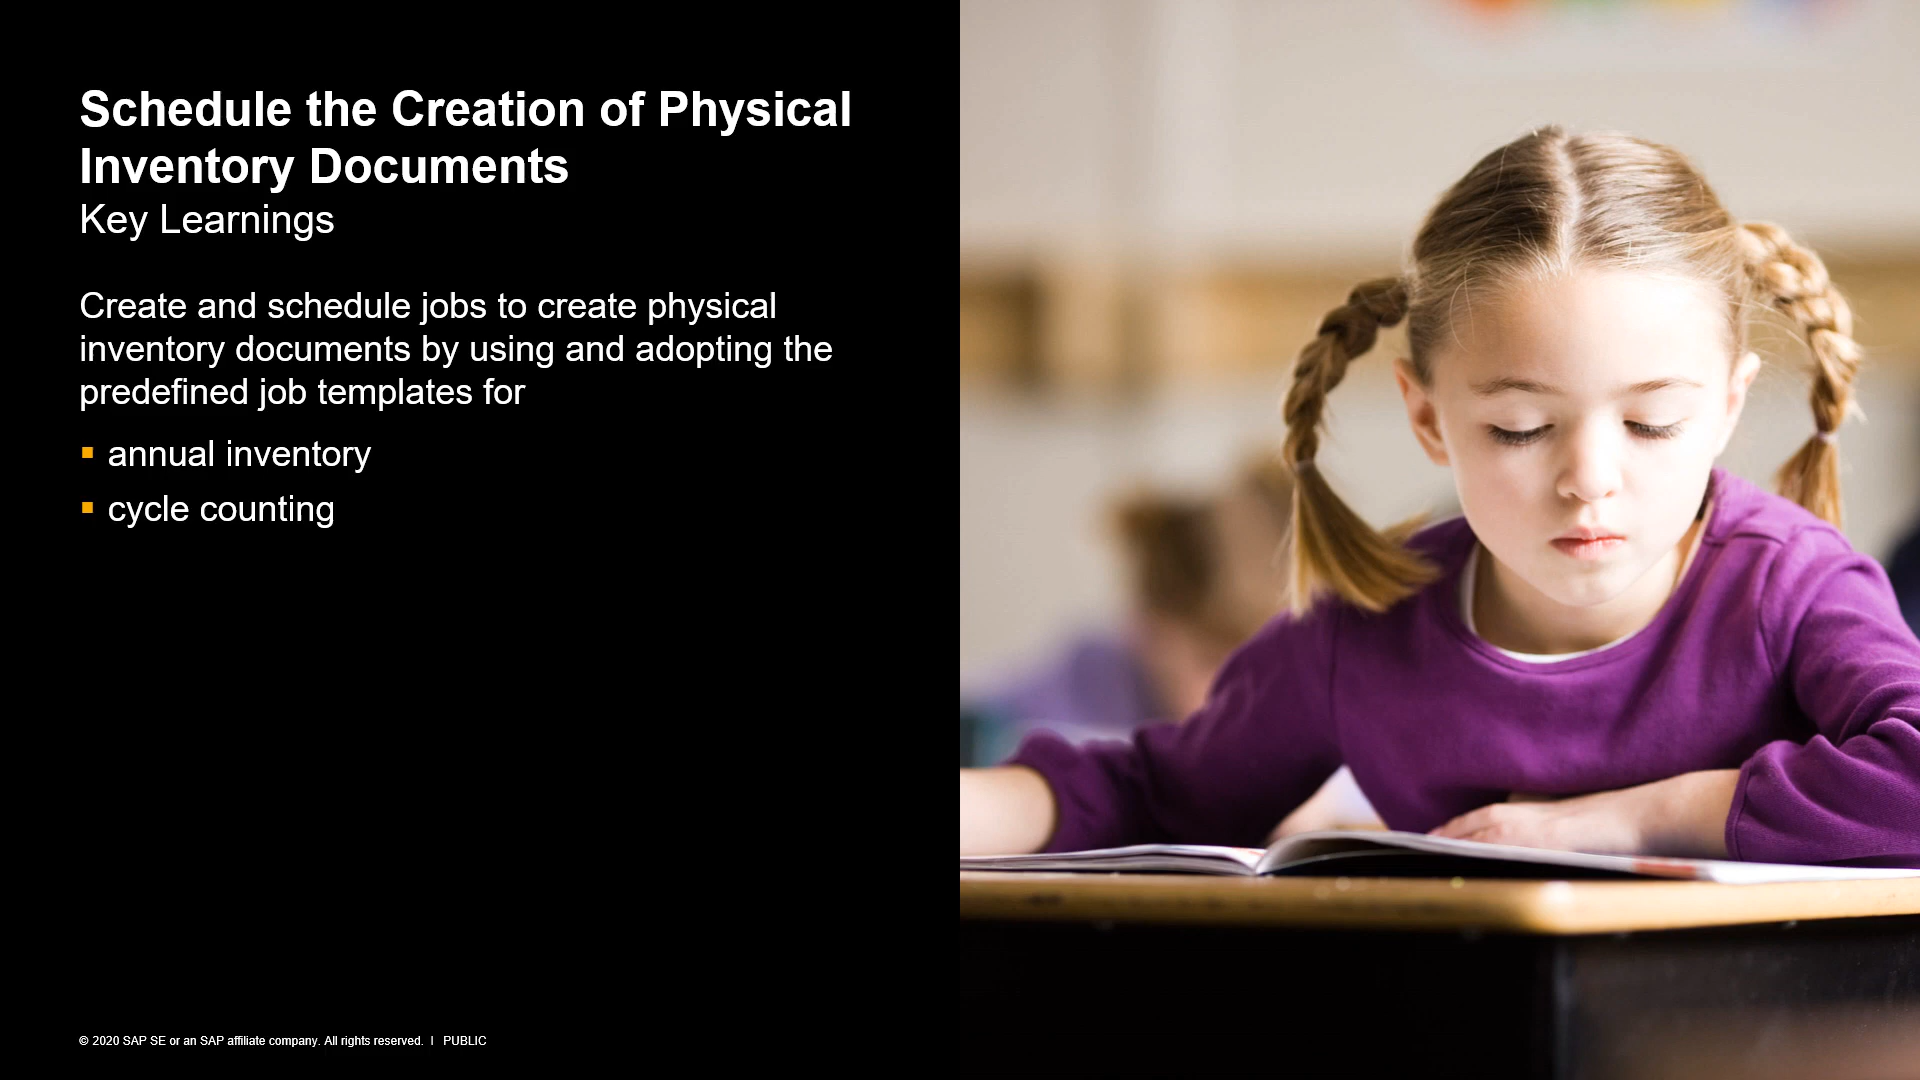 Schedule the Creation of Physical
Inventory Documents
Key Learnings
Create and schedule jobs to create physical
inventory documents by using and adopting the
predefined job templates for
▪ annual inventory
▪ cycle counting
© 2020 SAP SE or an SAP affiliate company. All rights reserved. I PUBLIC